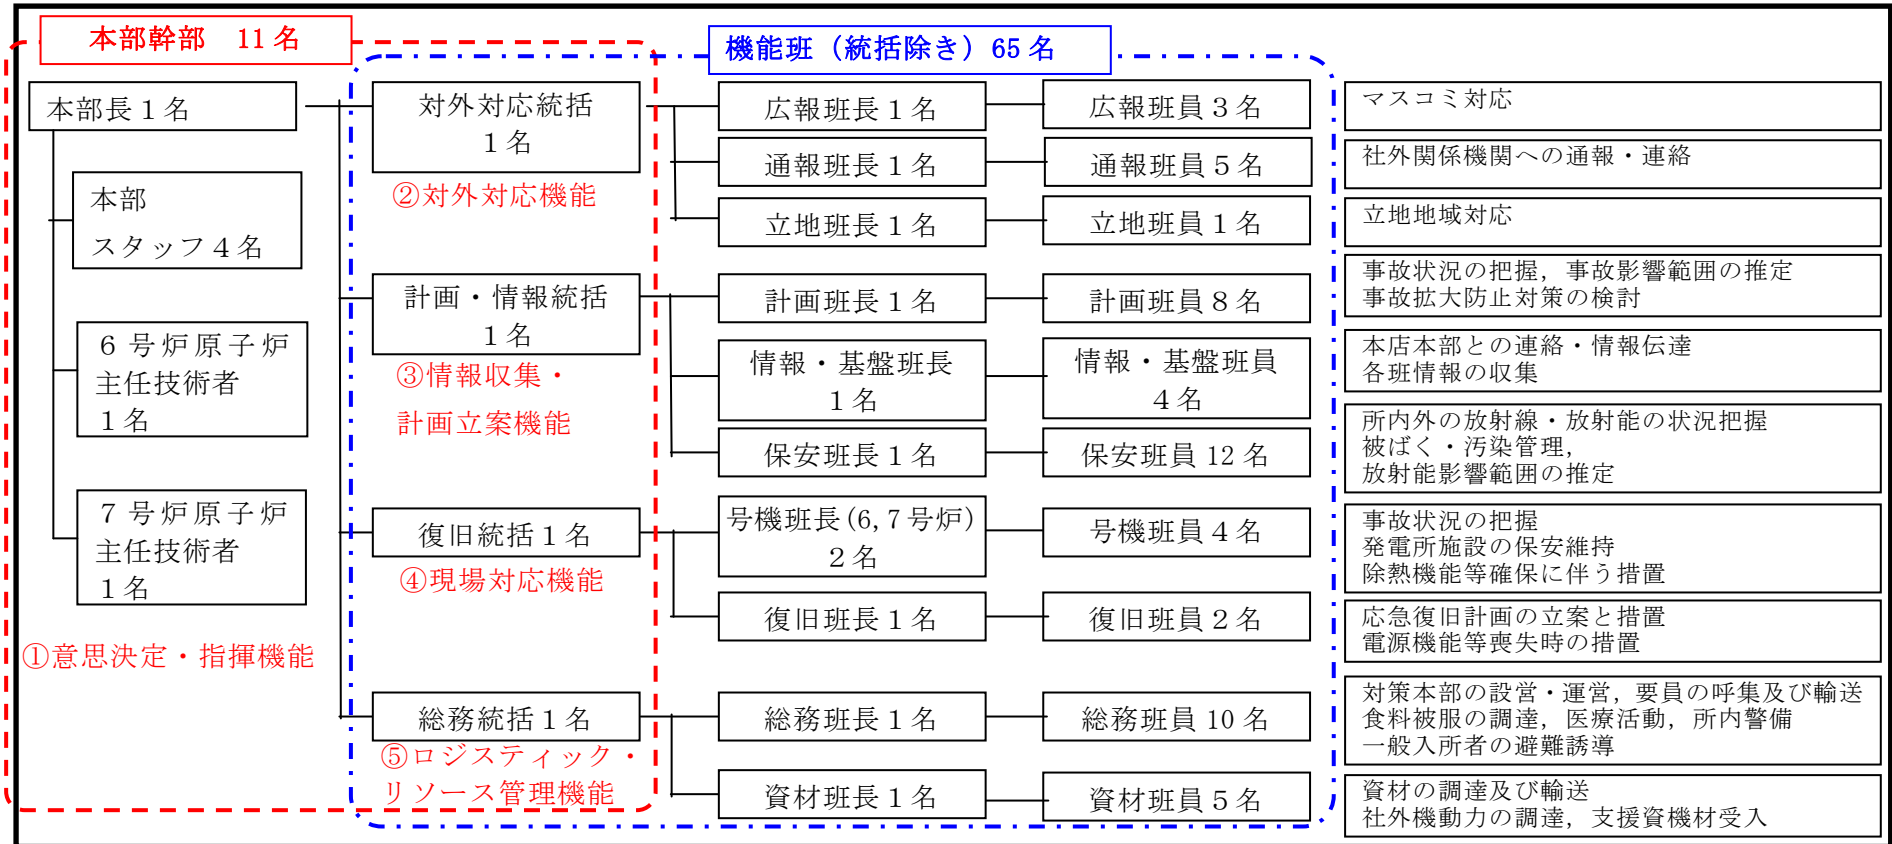 本部幹部　11名
機能班（統括除き）65名
本部長１名
本部
スタッフ４名
６号炉原子炉
主任技術者
１名
７号炉原子炉
主任技術者
１名
①意思決定・指揮機能
対外対応統括
１名
②対外対応機能
広報班長１名
広報班員３名
マスコミ対応
通報班長１名
通報班員５名
社外関係機関への通報・連絡
立地班長１名
立地班員１名
立地地域対応
計画・情報統括
１名
③情報収集・
計画立案機能
計画班長１名
計画班員８名
事故状況の把握，事故影響範囲の推定
事故拡大防止対策の検討
情報・基盤班長
１名
情報・基盤班員
４名
本店本部との連絡・情報伝達
各班情報の収集
保安班長１名
保安班員 12名
所内外の放射線・放射能の状況把握
被ばく・汚染管理，
放射能影響範囲の推定
復旧統括１名
④現場対応機能
号機班長(6,7号炉)
２名
号機班員４名
事故状況の把握
発電所施設の保安維持
除熱機能等確保に伴う措置
復旧班長１名
復旧班員２名
応急復旧計画の立案と措置
電源機能等喪失時の措置
総務統括１名
⑤ロジスティック・
リソース管理機能
総務班長１名
総務班員 10名
対策本部の設営・運営，要員の呼集及び輸送
食料被服の調達，医療活動，所内警備
一般入所者の避難誘導
資材班長１名
資材班員５名
資材の調達及び輸送
社外機動力の調達，支援資機材受入